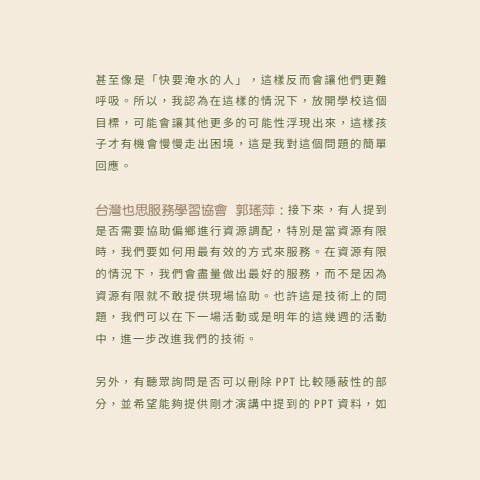 甚至像是「快要淹水的人」，這樣反而會讓他們更難
呼吸。所以，我認為在這樣的情況下，放開學校這個
目標，可能會讓其他更多的可能性浮現出來，這樣孩
子才有機會慢慢走出困境，這是我對這個問題的簡單
回應。
台灣也思服務學習協會 郭瑤萍：接下來，有人提到
是否需要協助偏鄉進行資源調配，特別是當資源有限
時，我們要如何用最有效的方式來服務。在資源有限
的情況下，我們會盡量做出最好的服務，而不是因為
資源有限就不敢提供現場協助。也許這是技術上的問
題，我們可以在下一場活動或是明年的這幾週的活動
中，進一步改進我們的技術。
另外，有聽眾詢問是否可以刪除 PPT 比較隱蔽性的部
分，並希望能夠提供剛才演講中提到的 PPT 資料，如